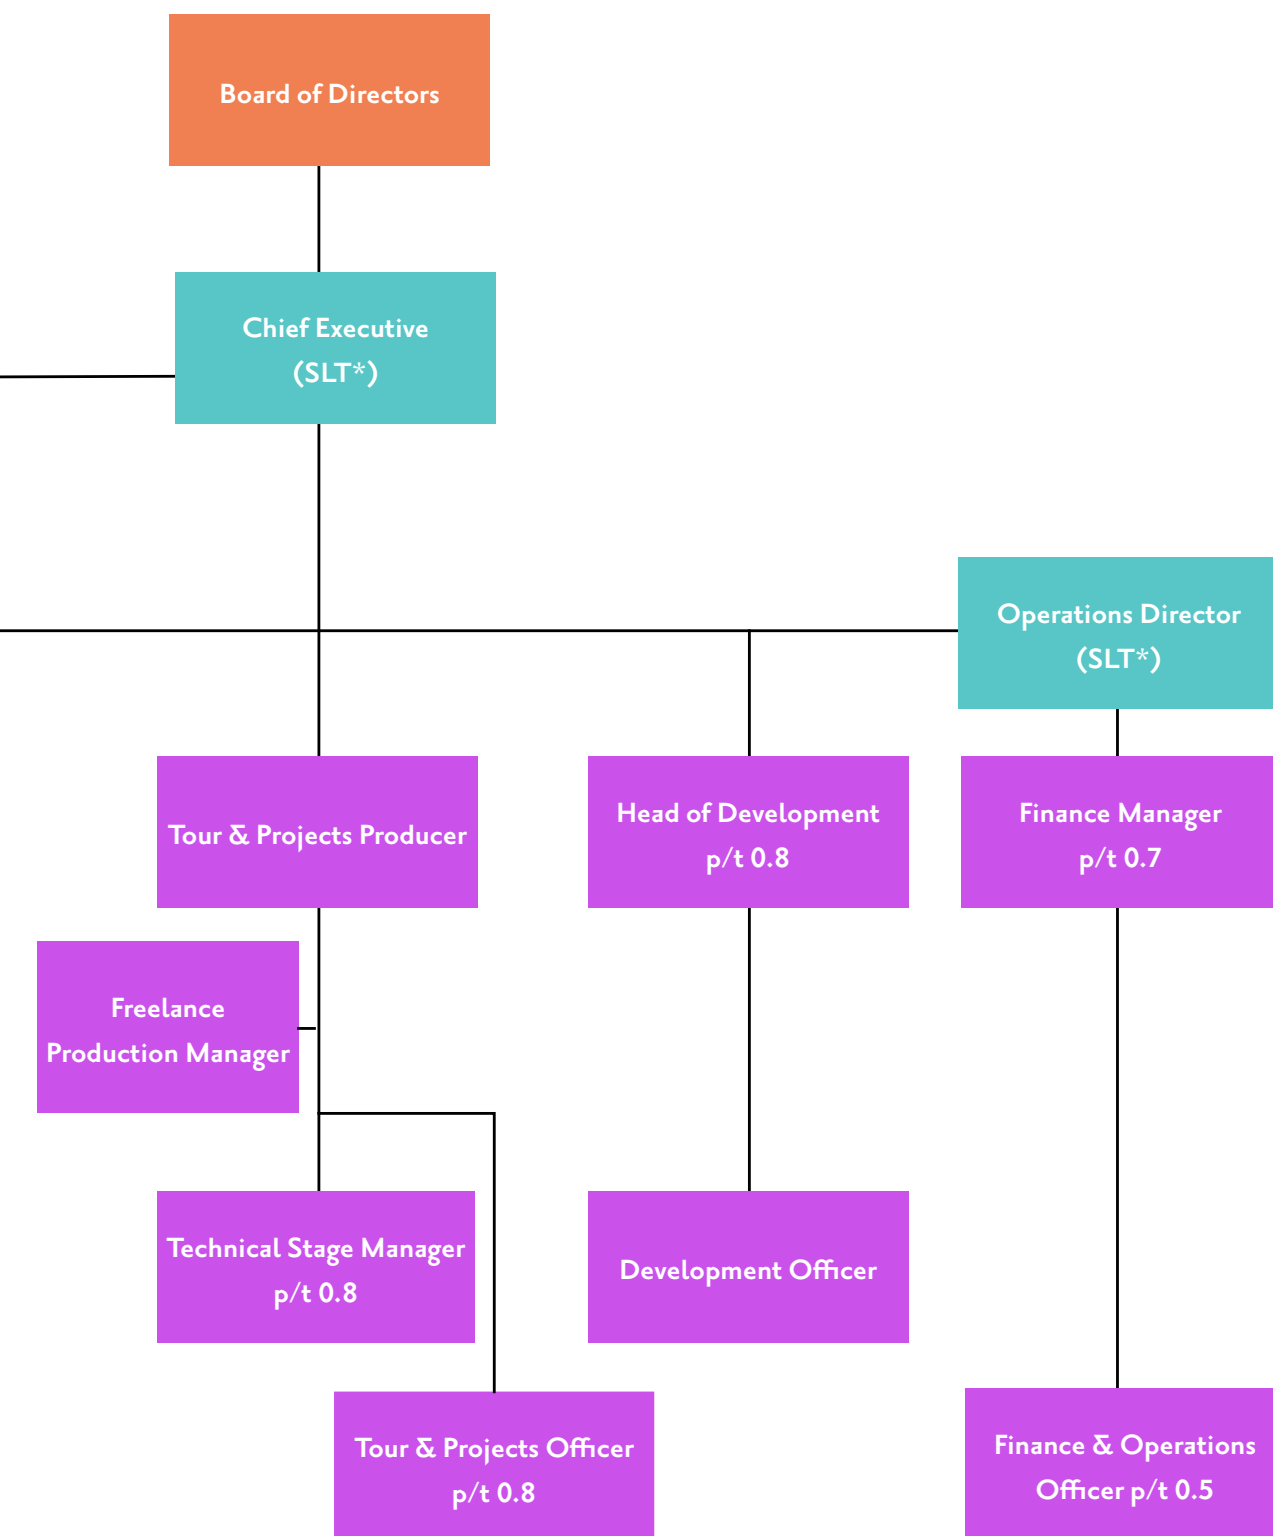 Board of Directors
Chief Executive
(SLT*)
Operations Director
(SLT*)
Tour & Projects Producer
Head of Development
p/t 0.8
Finance Manager
p/t 0.7
Freelance
Production Manager
Technical Stage Manager
p/t 0.8
Development Officer
Tour & Projects Officer
p/t 0.8
Finance & Operations
Officer p/t 0.5